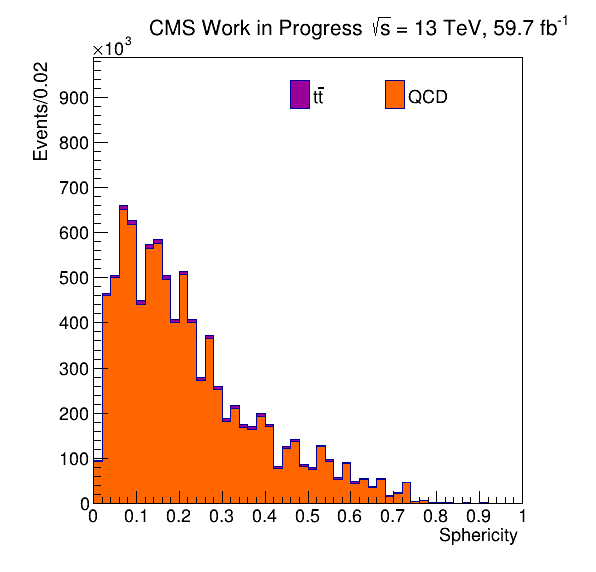 CMS Work in Progress √s = 13 TeV, 59.7 fb⁻¹
×10³
Events/0.02
tt̄
QCD
900
800
700
600
500
400
300
200
100
0
0 0.1 0.2 0.3 0.4 0.5 0.6 0.7 0.8 0.9 1
Sphericity